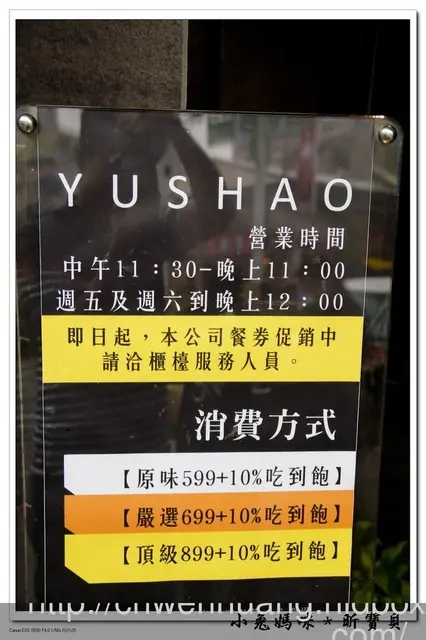 YUSHAO
營業時間
中午11：30-晚上11：00
週五及週六到晚上12：00
即日起，本公司餐券促銷中
請洽櫃檯服務人員。
消費方式
【原味599+10%吃到飽】
【嚴選699+10%吃到飽】
【頂級899+10%吃到飽】
小兔媽咪*昕寶貝